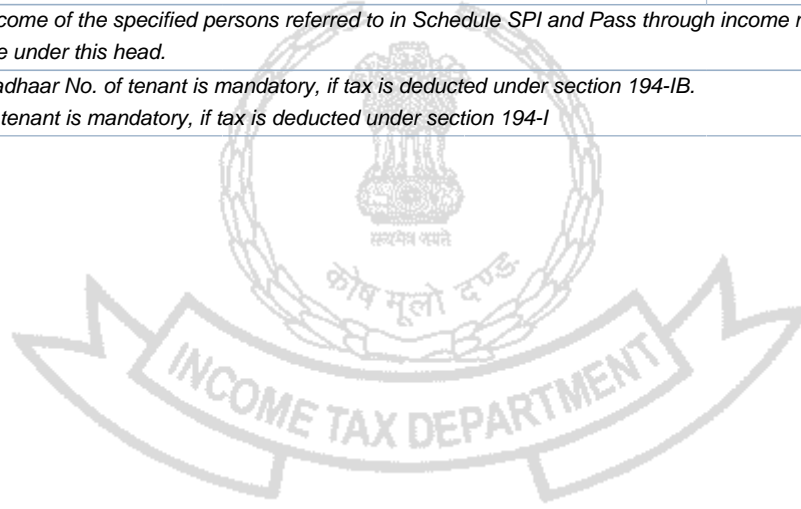 come of the specified persons referred to in Schedule SPI and Pass through income
e under this head.
adhaar No. of tenant is mandatory, if tax is deducted under section 194-IB.
tenant is mandatory, if tax is deducted under section 194-I
सत्यमेव जयते
कोष मूलो दण्डः
INCOME TAX DEPARTMENT